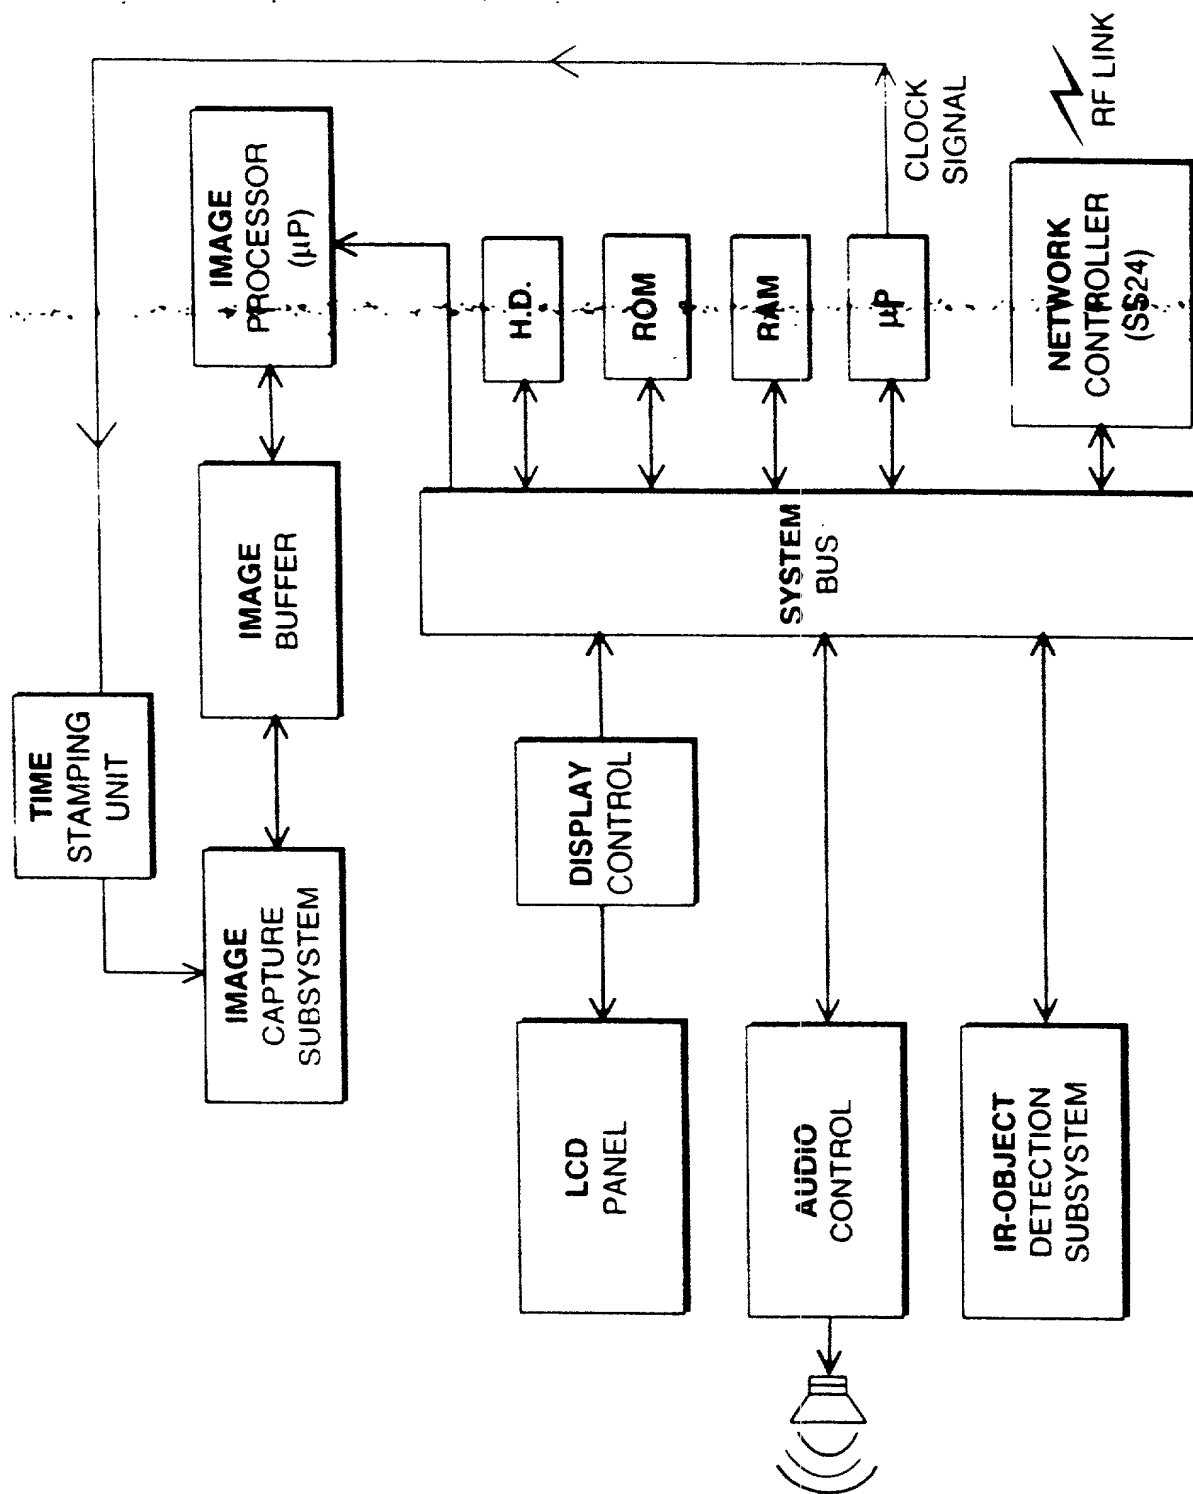 TIME
STAMPING
UNIT
IMAGE
CAPTURE
SUBSYSTEM
IMAGE
BUFFER
IMAGE
PROCESSOR
(µP)
LCD
PANEL
DISPLAY
CONTROL
SYSTEM
BUS
H.D.
ROM
RAM
µP
CLOCK
SIGNAL
AUDIO
CONTROL
IR-OBJECT
DETECTION
SUBSYSTEM
NETWORK
CONTROLLER
(SS24)
RF LINK